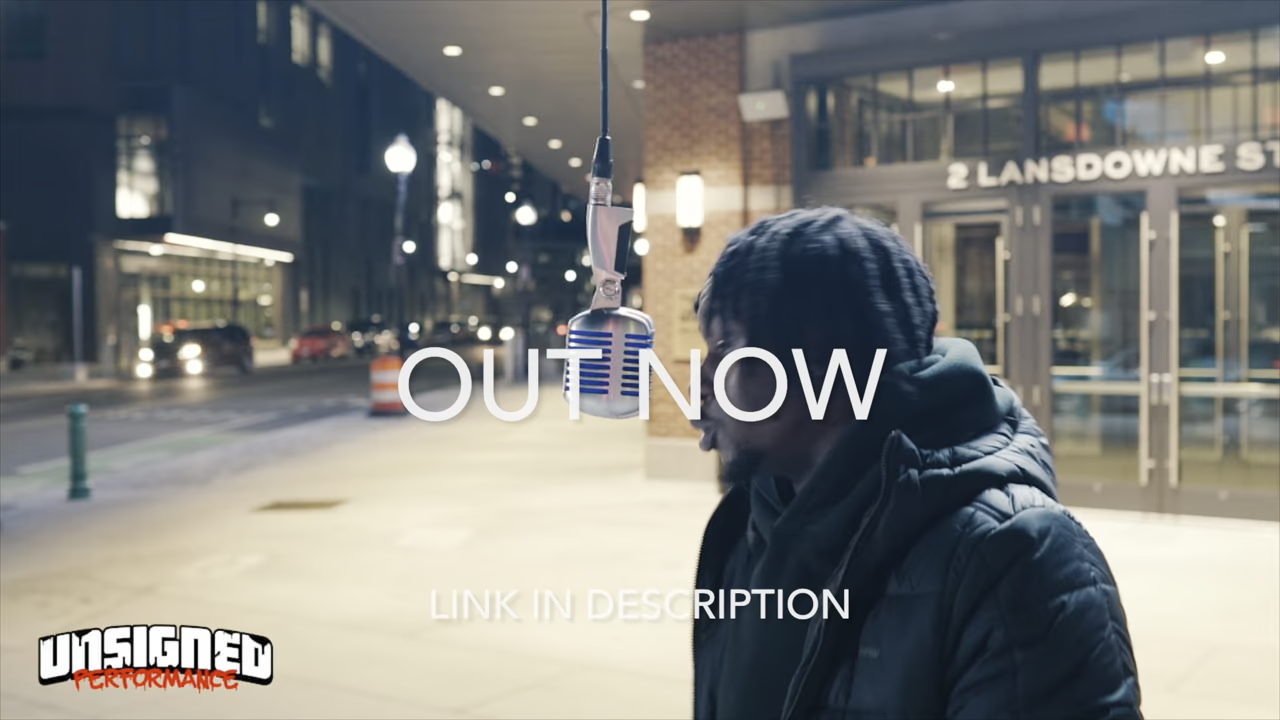 2 LANSDOWNE ST
OUT NOW
LINK IN DESCRIPTION
UNSIGNED
PERFORMANCE